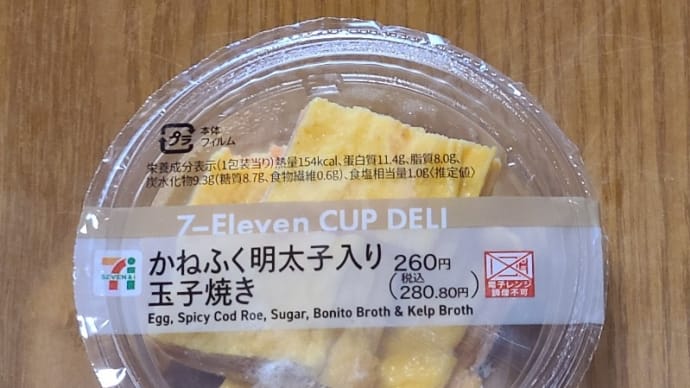 プラ
本体
フィルム
栄養成分表示(1包装当り)熱量154kcal、蛋白質11.4g、脂質8.0g、
炭水化物9.3g(糖質8.7g、食物繊維0.6g)、食塩相当量1.0g〈推定値〉
7-Eleven CUP DELI
SEVEN & i
かねふく明太子入り
玉子焼き
260円
(税込
280.80円)
電子レンジ
調理不可
Egg, Spicy Cod Roe, Sugar, Bonito Broth & Kelp Broth